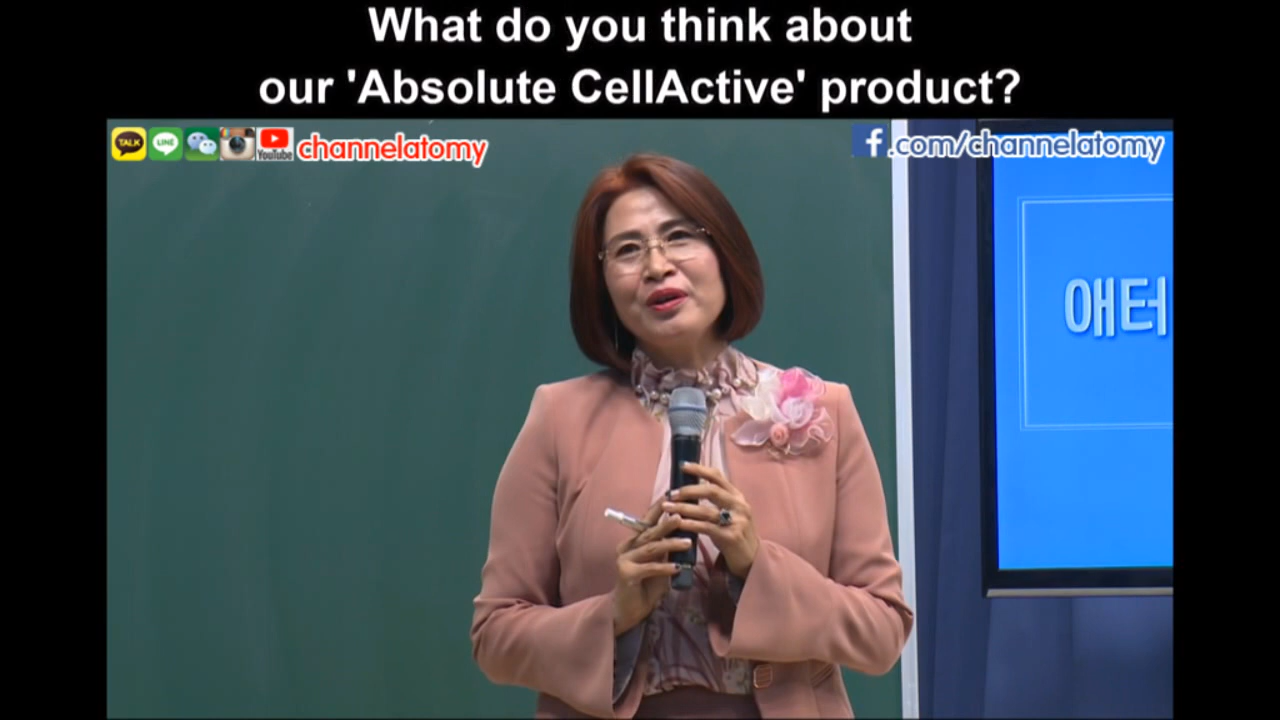 What do you think about
our 'Absolute CellActive' product?
TALK
LINE
YouTube
channelatomy
f.com/channelatomy
애터